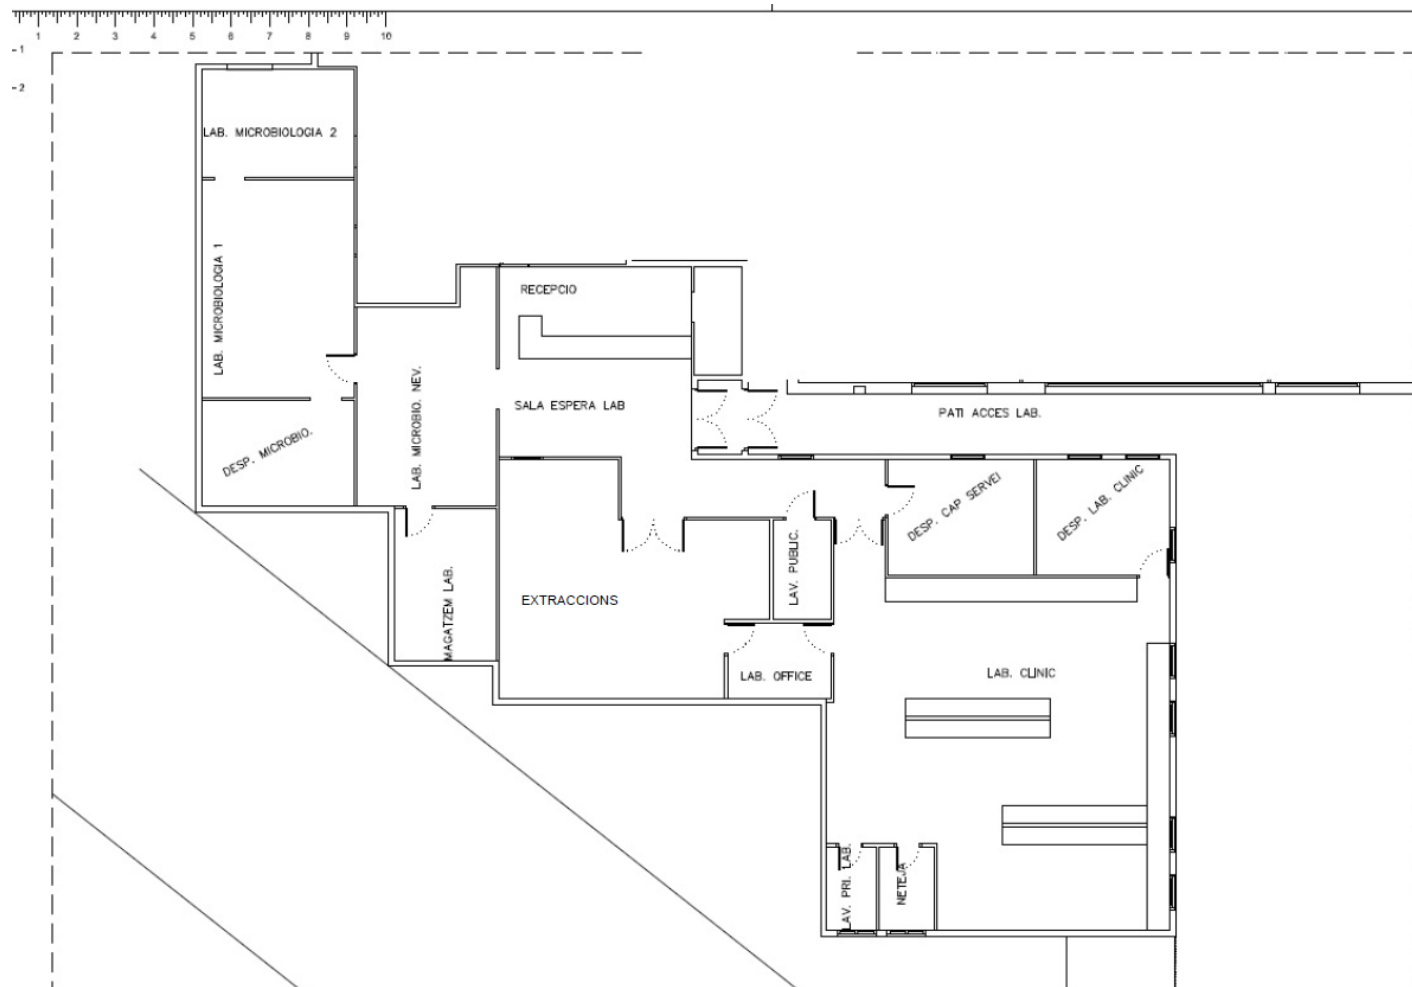 1 2 3 4 5 6 7 8 9 10
1
2
LAB. MICROBIOLOGIA 2
LAB. MICROBIOLOGIA 1
RECEPCIO
LAB. MICROBIO. NEV.
SALA ESPERA LAB
PATI ACCES LAB.
DESP. MICROBIO.
DESP. CAP SERVEI
DESP. LAB. CLINIC
LAV. PUBLIC.
MAGATZEM LAB.
EXTRACCIONS
LAB. OFFICE
LAB. CLINIC
LAV. PRI. LAB.
NETEJA